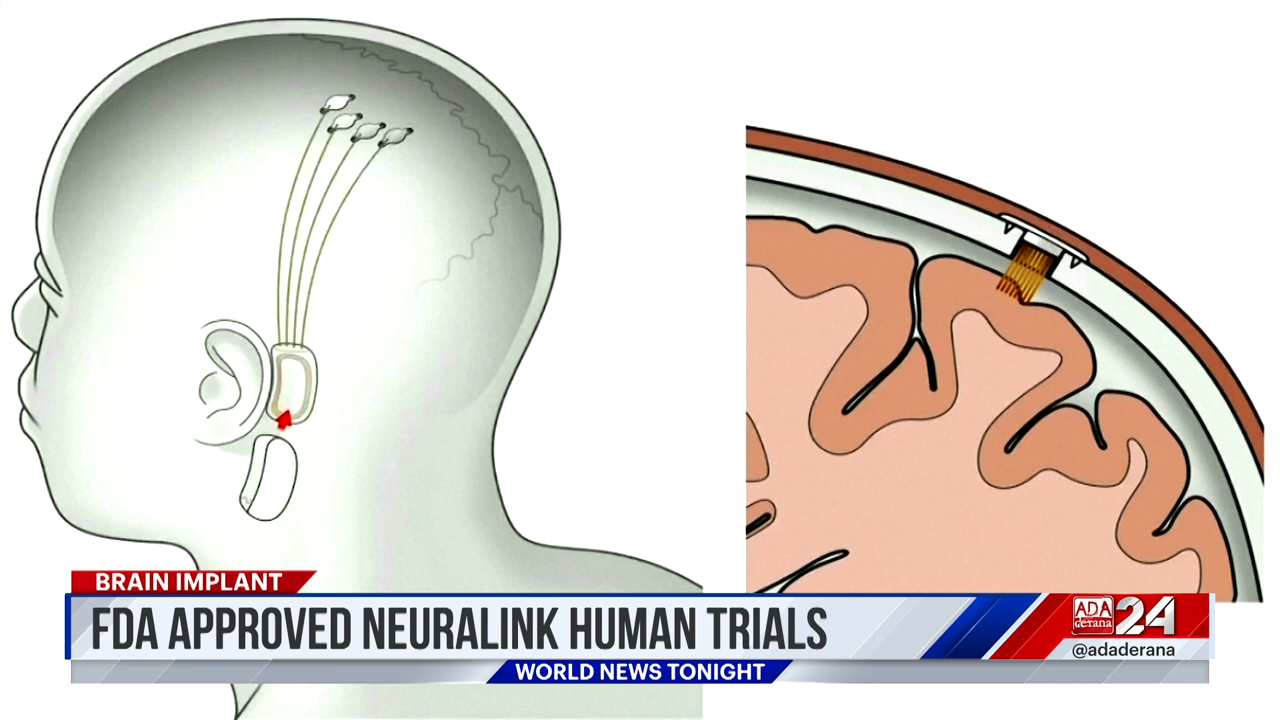 BRAIN IMPLANT
FDA APPROVED NEURALINK HUMAN TRIALS
ADA
derana
24
@adaderana
WORLD NEWS TONIGHT